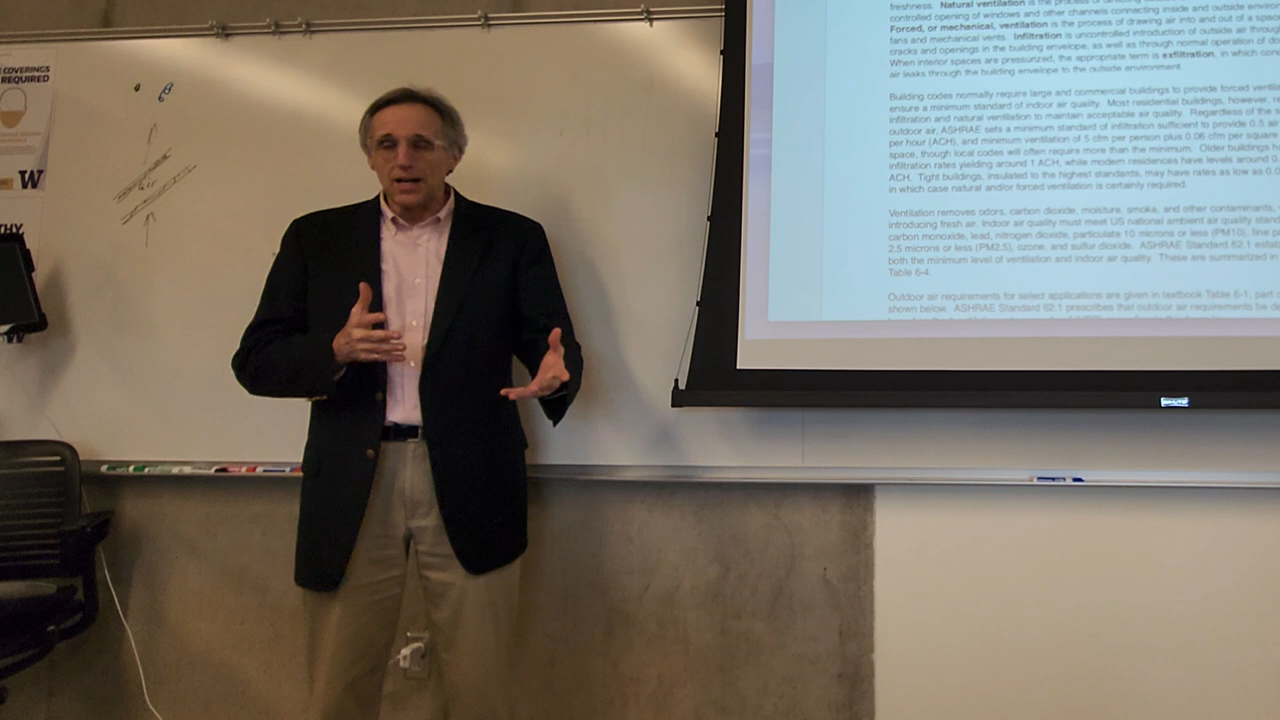 COVERINGS
REQUIRED
W
THY,
W
Air
freshness. Natural ventilation is the process of
controlled opening of windows and other channels connecting inside and outside environ
Forced, or mechanical, ventilation is the process of drawing air into and out of a spac
fans and mechanical vents. Infiltration is uncontrolled introduction of outside air through
cracks and openings in the building envelope, as well as through normal operation of do
When interior spaces are pressurized, the appropriate term is exfiltration, in which con
air leaks through the building envelope to the outside environment.
Building codes normally require large and commercial buildings to provide forced ventila
ensure a minimum standard of indoor air quality. Most residential buildings, however, r
infiltration and natural ventilation to maintain acceptable air quality. Regardless of the s
outdoor air, ASHRAE sets a minimum standard of infiltration sufficient to provide 0.5 air
per hour (ACH), and minimum ventilation of 5 cfm per person plus 0.06 cfm per square
space, though local codes will often require more than the minimum. Older buildings h
infiltration rates yielding around 1 ACH, while modern residences have levels around 0.
ACH. Tight buildings, insulated to the highest standards, may have rates as low as 0.0
in which case natural and/or forced ventilation is certainly required.
Ventilation removes odors, carbon dioxide, moisture, smoke, and other contaminants,
introducing fresh air. Indoor air quality must meet US national ambient air quality stan
carbon monoxide, lead, nitrogen dioxide, particulate 10 microns or less (PM10), fine p
2.5 microns or less (PM2.5), ozone, and sulfur dioxide. ASHRAE Standard 62.1 estab
both the minimum level of ventilation and indoor air quality. These are summarized in
Table 6-4.
Outdoor air requirements for select applications are given in textbook Table 6-1, part
shown below. ASHRAE Standard 62.1 prescribes that outdoor air requirements be d